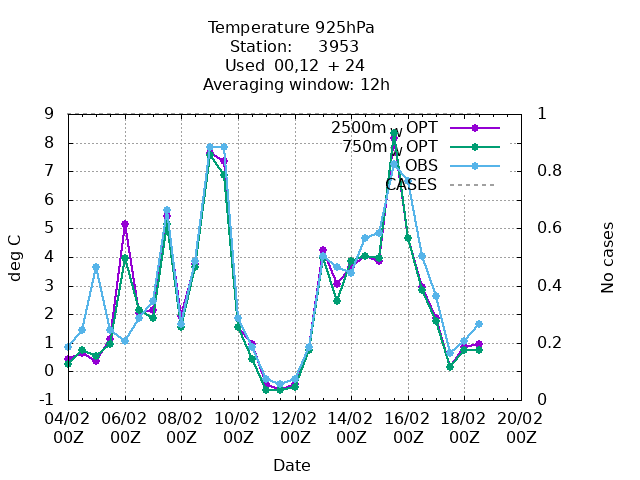 Temperature 925hPa
Station: 3953
Used 00,12 + 24
Averaging window: 12h
9 1
2500m W OPT
8
750m W OPT
7 OBS 0.8
CASES
6 0.6
5
deg C
4 0.4
No cases
3
2
1 0.2
0
-1 0
04/02 06/02 08/02 10/02 12/02 14/02 16/02 18/02 20/02
00Z 00Z 00Z 00Z 00Z 00Z 00Z 00Z 00Z
Date